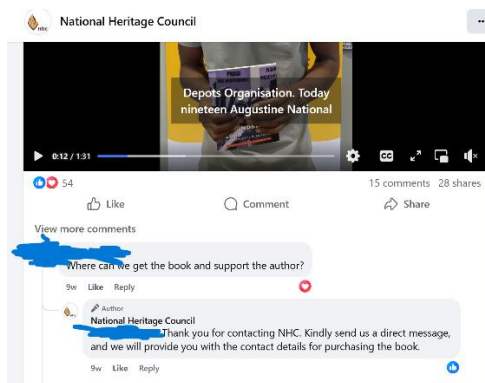 nhc
National Heritage Council
Depots Organisation. Today
nineteen Augustine National
0:12 / 1:31
CC
54
15 comments 28 shares
Like
Comment
Share
View more comments
Where can we get the book and support the author?
9w Like Reply
Author
National Heritage Council
Thank you for contacting NHC. Kindly send us a direct message,
and we will provide you with the contact details for purchasing the book.
9w Like Reply